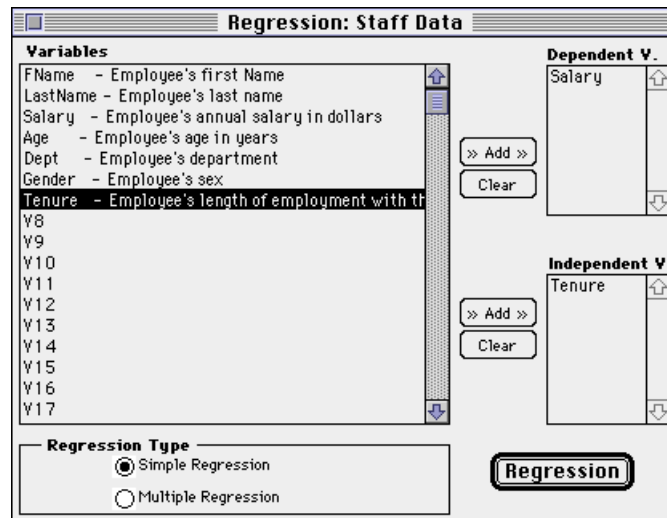 Regression: Staff Data
Variables
FName - Employee's first Name
LastName - Employee's last name
Salary - Employee's annual salary in dollars
Age - Employee's age in years
Dept - Employee's department
Gender - Employee's sex
Tenure - Employee's length of employment with th
V8
V9
V10
V11
V12
V13
V14
V15
V16
V17
Dependent V.
Salary
» Add »
Clear
Independent V
Tenure
» Add »
Clear
Regression Type
Simple Regression
Multiple Regression
Regression